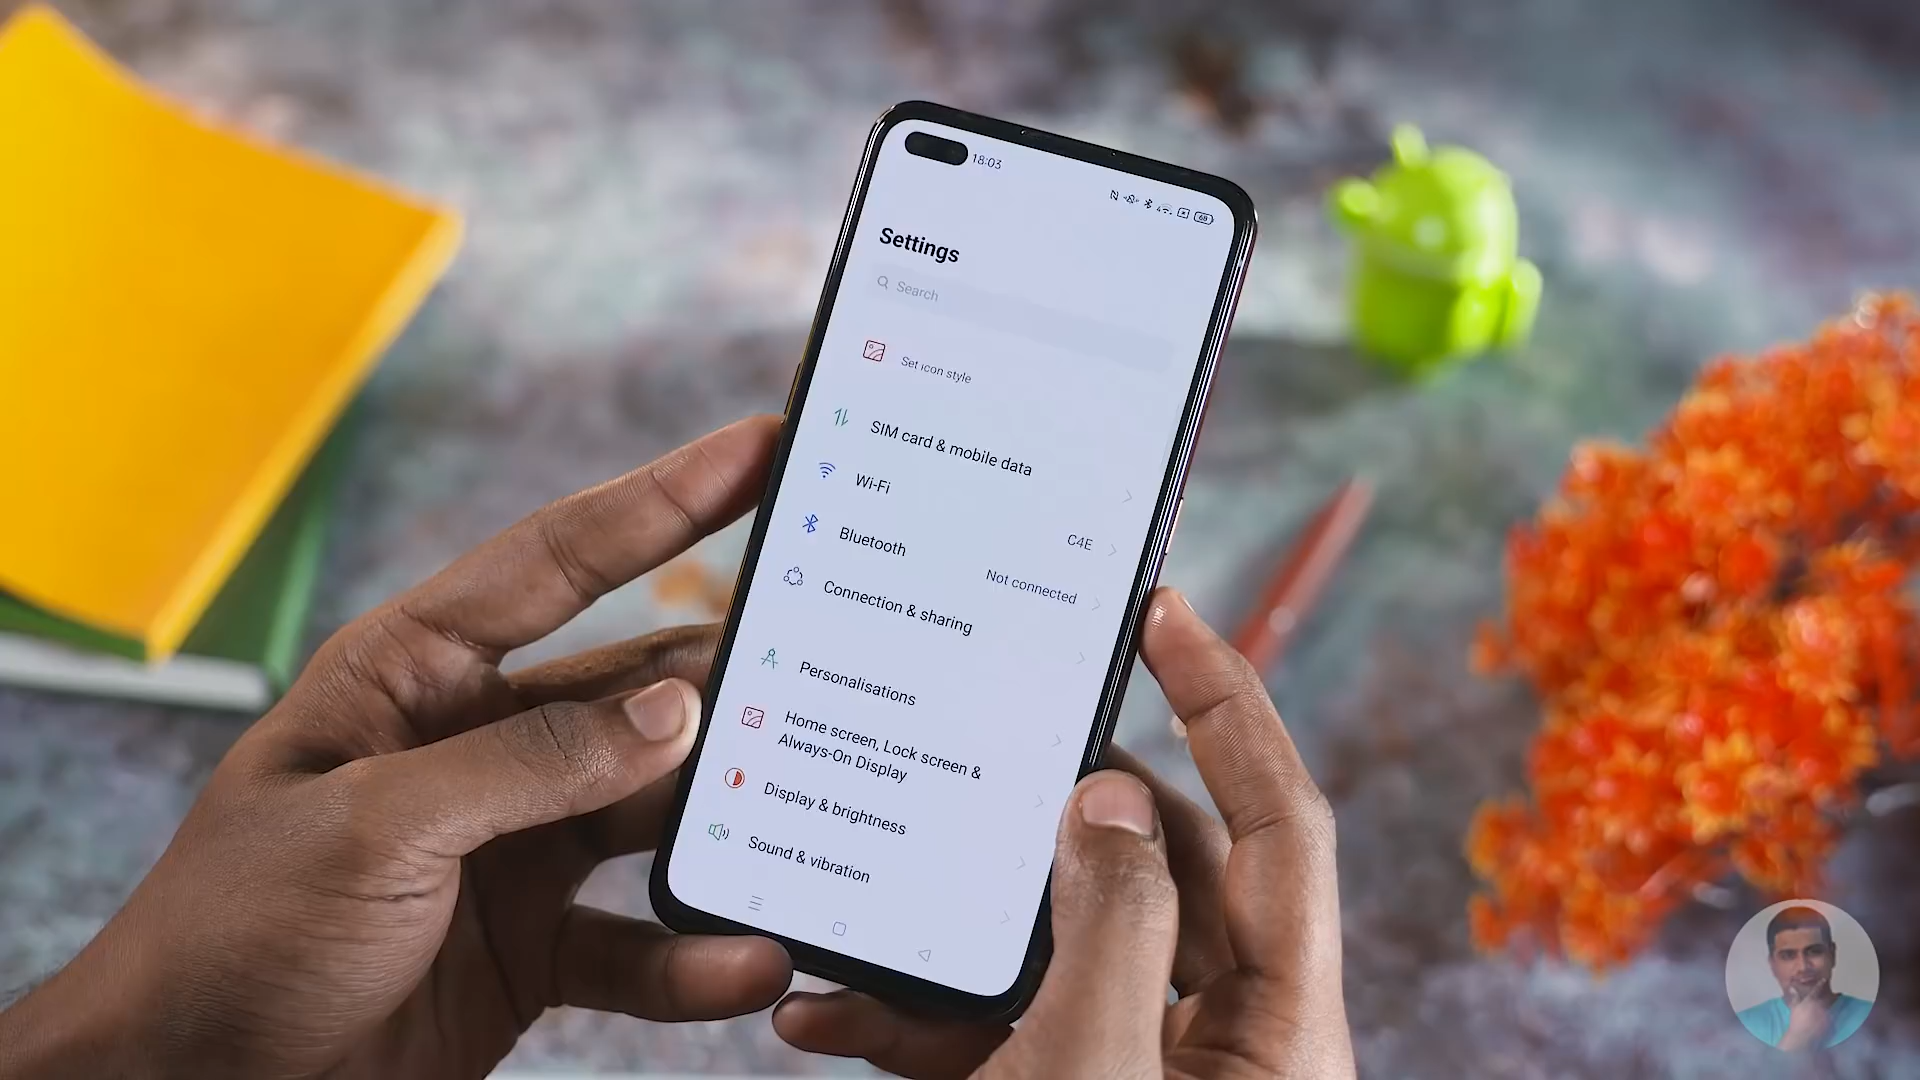 18:03
68
Settings
Search
Set icon style
SIM card & mobile data
Wi-Fi
C4E
Bluetooth
Not connected
Connection & sharing
Personalisations
Home screen, Lock screen &
Always-On Display
Display & brightness
Sound & vibration